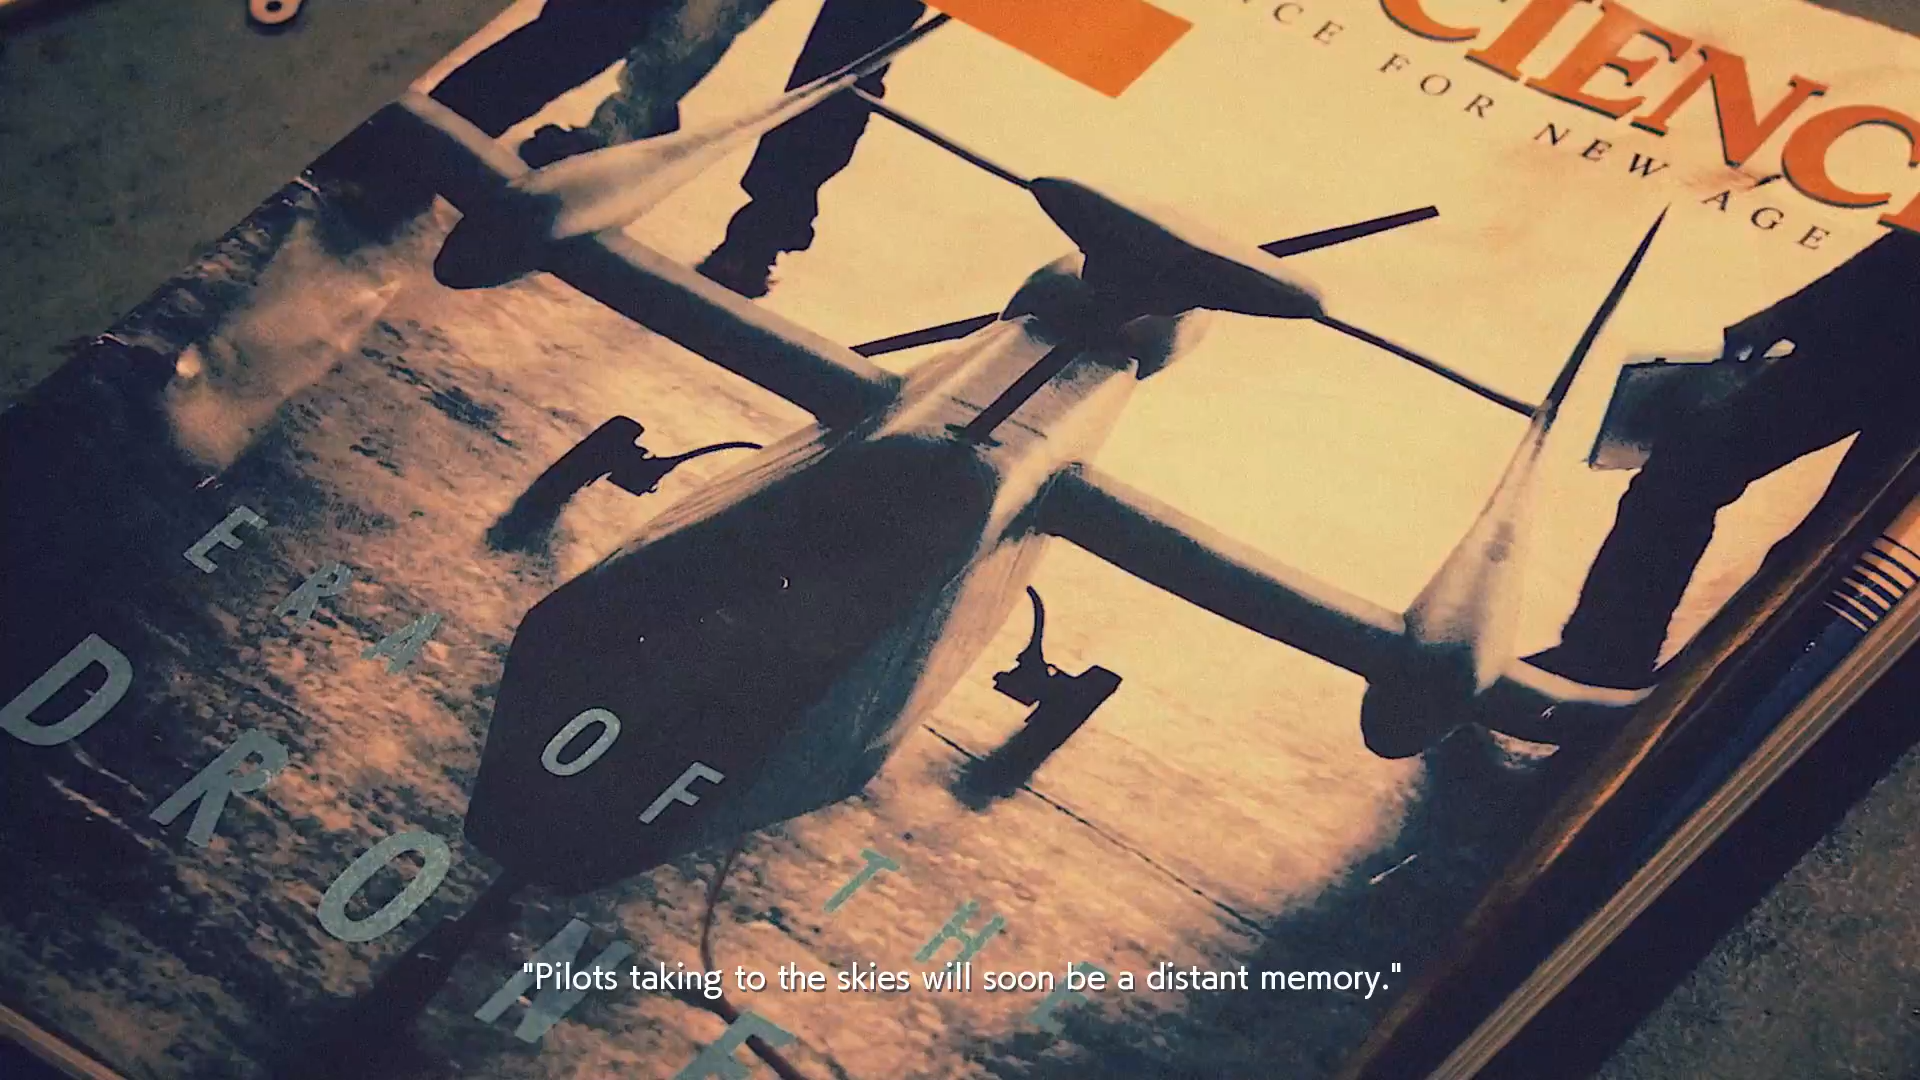 CIENC
NCE FOR NEW AGE
ERA OF THE
DRONE
"Pilots taking to the skies will soon be a distant memory."